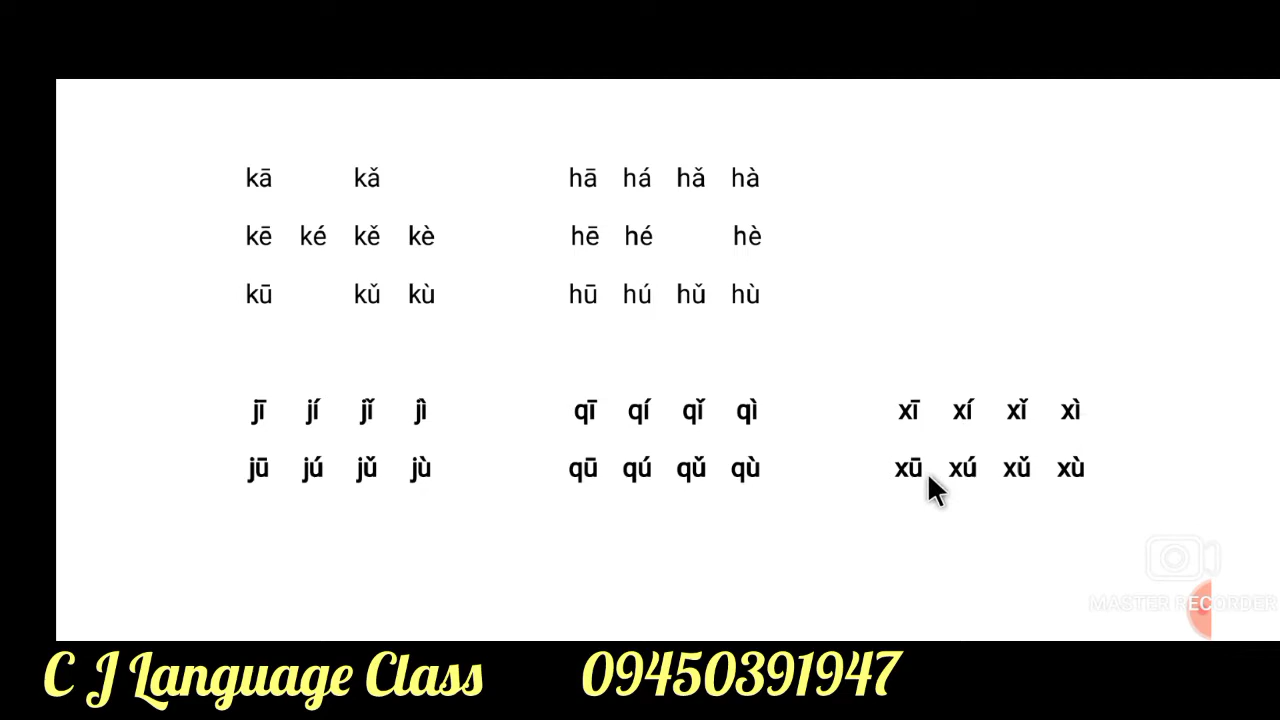 kā kǎ hā há hǎ hà
kē ké kě kè hē hé hè
kū kǔ kù hū hú hǔ hù
jī jí jǐ jì qī qí qǐ qì xī xí xǐ xì
jū jú jǔ jù qū qú qǔ qù xū xú xǔ xù
MASTER RECORDER
C J Language Class 09450391947